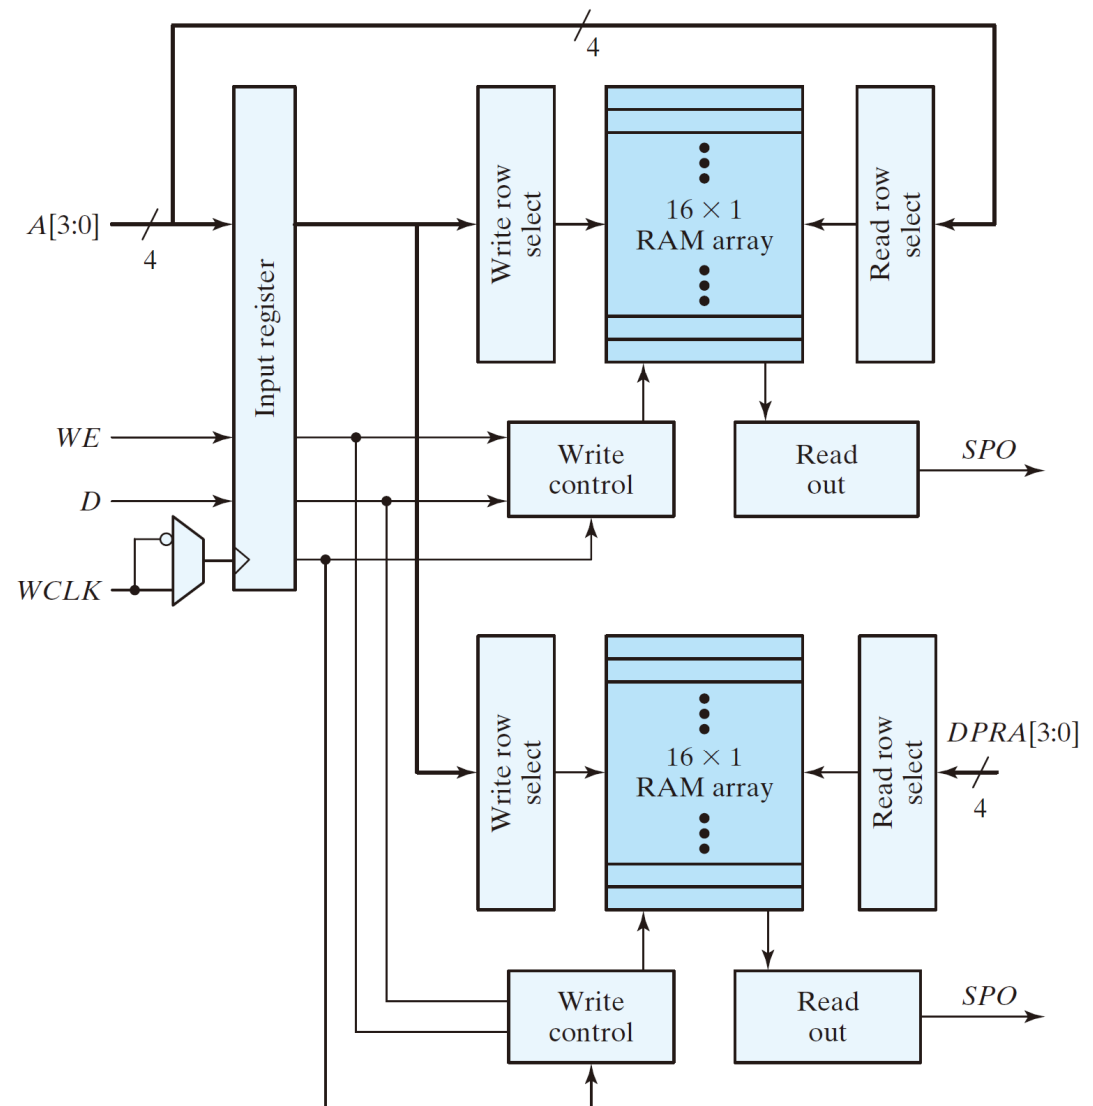 4
A[3:0]
4
Input register
Write row
select
16 × 1
RAM array
Read row
select
WE
D
WCLK
Write
control
Read
out
SPO
Write row
select
16 × 1
RAM array
Read row
select
DPRA[3:0]
4
Write
control
Read
out
SPO